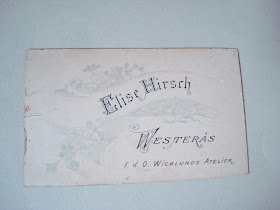 Elise Hirsch
Westerås
F. d. O. Wicklunds Atelier.